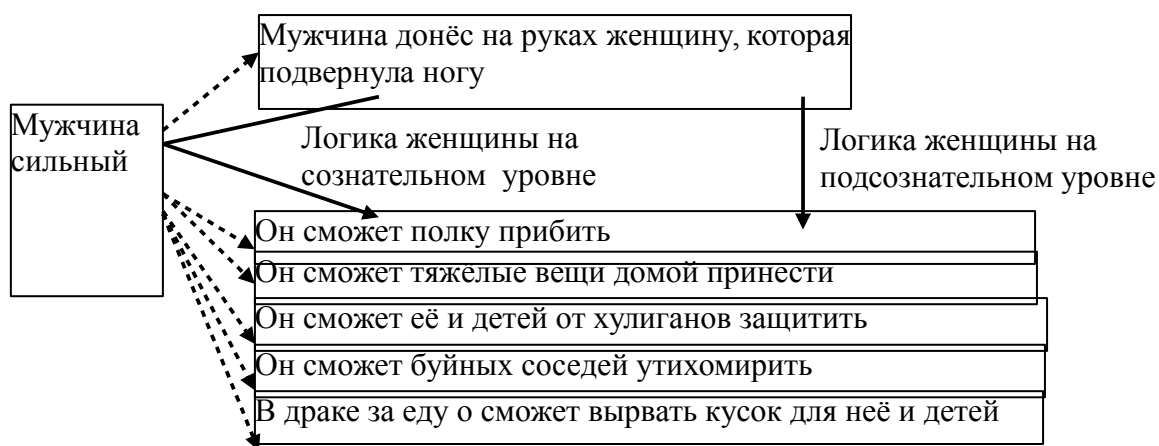 Мужчина донёс на руках женщину, которая
подвернула ногу
Мужчина
сильный
Логика женщины на
сознательном уровне
Логика женщины на
подсознательном уровне
Он сможет полку прибить
Он сможет тяжёлые вещи домой принести
Он сможет её и детей от хулиганов защитить
Он сможет буйных соседей утихомирить
В драке за еду о сможет вырвать кусок для неё и детей